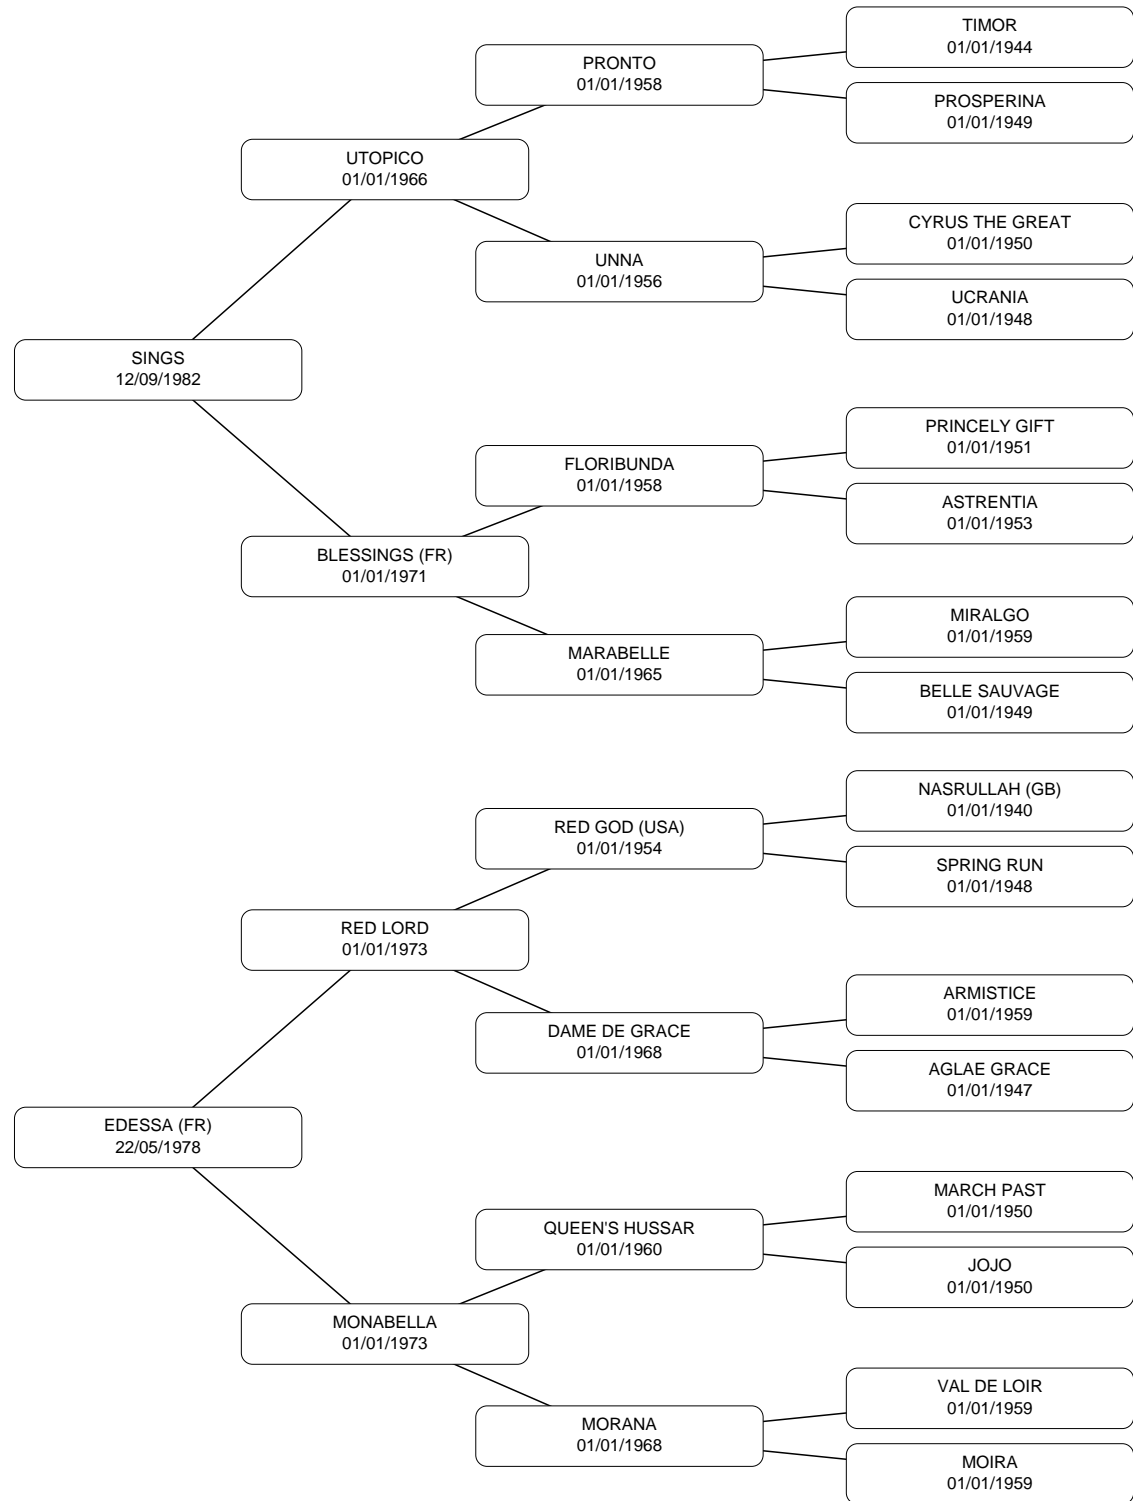 TIMOR
01/01/1944
PRONTO
01/01/1958
PROSPERINA
01/01/1949
UTOPICO
01/01/1966
CYRUS THE GREAT
01/01/1950
UNNA
01/01/1956
UCRANIA
01/01/1948
SINGS
12/09/1982
PRINCELY GIFT
01/01/1951
FLORIBUNDA
01/01/1958
ASTRENTIA
01/01/1953
BLESSINGS (FR)
01/01/1971
MIRALGO
01/01/1959
MARABELLE
01/01/1965
BELLE SAUVAGE
01/01/1949
NASRULLAH (GB)
01/01/1940
RED GOD (USA)
01/01/1954
SPRING RUN
01/01/1948
RED LORD
01/01/1973
ARMISTICE
01/01/1959
DAME DE GRACE
01/01/1968
AGLAE GRACE
01/01/1947
EDESSA (FR)
22/05/1978
MARCH PAST
01/01/1950
QUEEN'S HUSSAR
01/01/1960
JOJO
01/01/1950
MONABELLA
01/01/1973
VAL DE LOIR
01/01/1959
MORANA
01/01/1968
MOIRA
01/01/1959